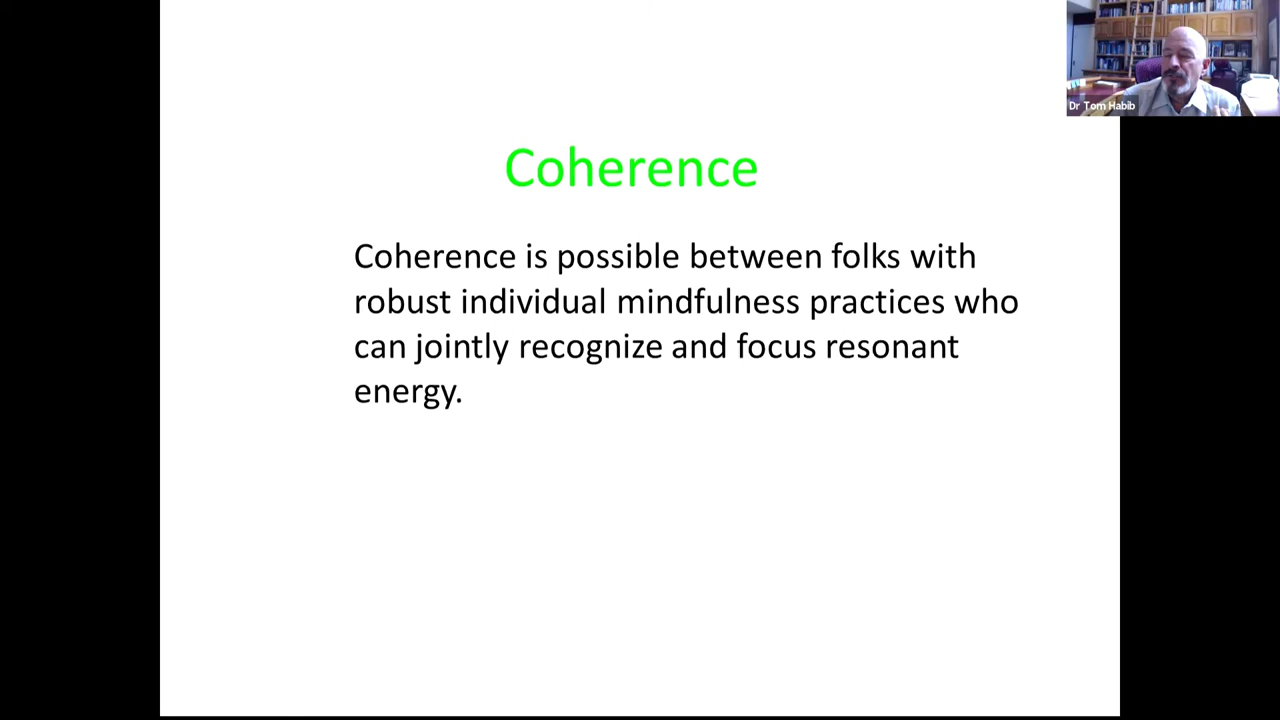 Dr Tom Habib
Coherence
Coherence is possible between folks with
robust individual mindfulness practices who
can jointly recognize and focus resonant
energy.